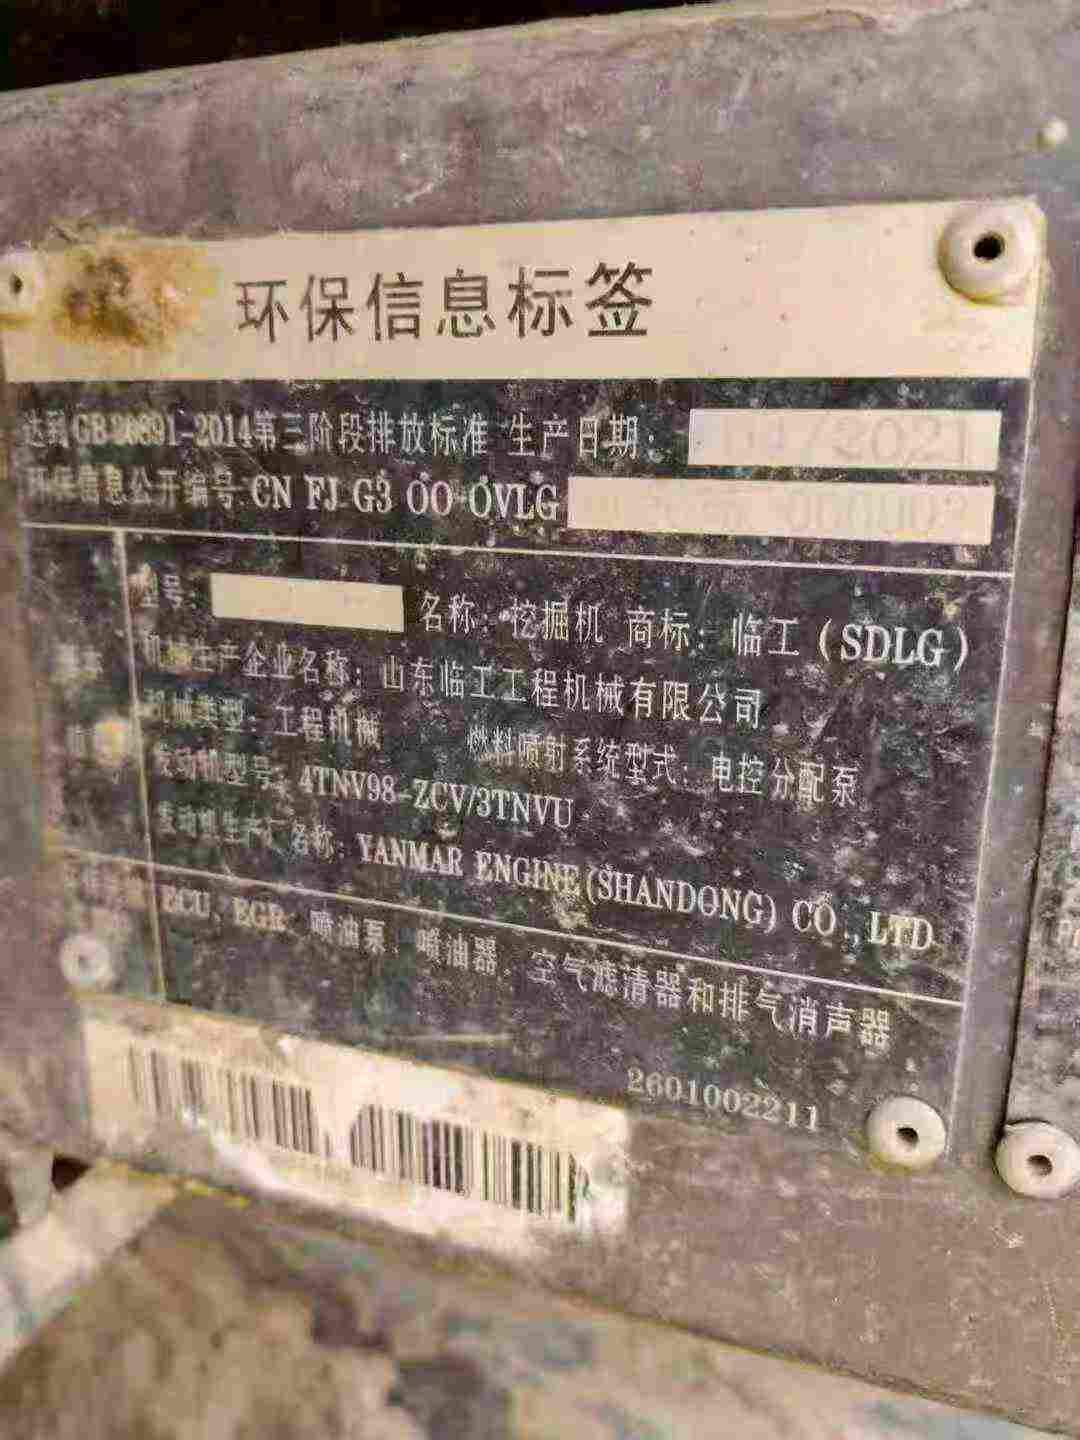 环保信息标签
达到GB20891-2014第三阶段排放标准 生产日期: /2021
环保信息公开编号:CN FJ G3 00 0VLG 000002
型号: 名称: 挖掘机 商标: 临工(SDLG)
机械生产企业名称: 山东临工工程机械有限公司
机械类型: 工程机械 燃料喷射系统型式: 电控分配泵
发动机型号: 4TNV98-ZCV/3TNVU
发动机生产厂名称: YANMAR ENGINE(SHANDONG) CO.,LTD
ECU、EGR、喷油泵、喷油器、空气滤清器和排气消声器
2601002211